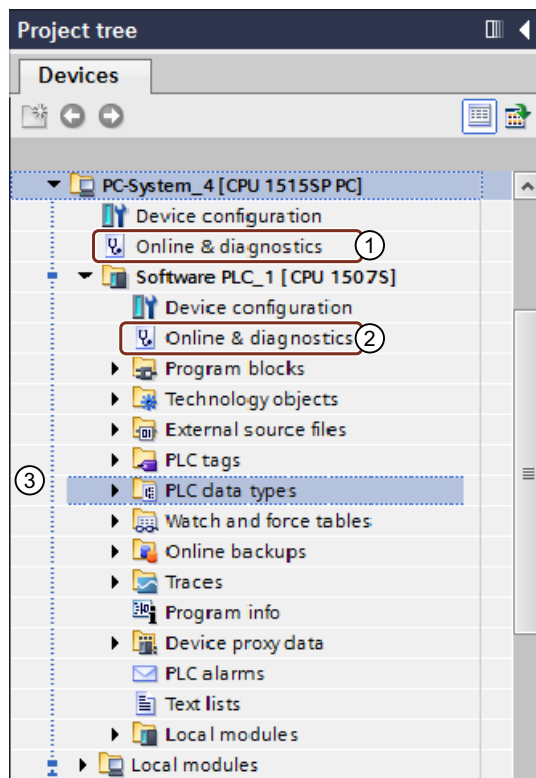 Project tree
Devices
PC-System_4 [CPU 1515SP PC]
Device configuration
Online & diagnostics 1
Software PLC_1 [CPU 1507S]
Device configuration
Online & diagnostics 2
Program blocks
Technology objects
External source files
PLC tags
3 PLC data types
Watch and force tables
Online backups
Traces
Program info
Device proxy data
PLC alarms
Text lists
Local modules
Local modules